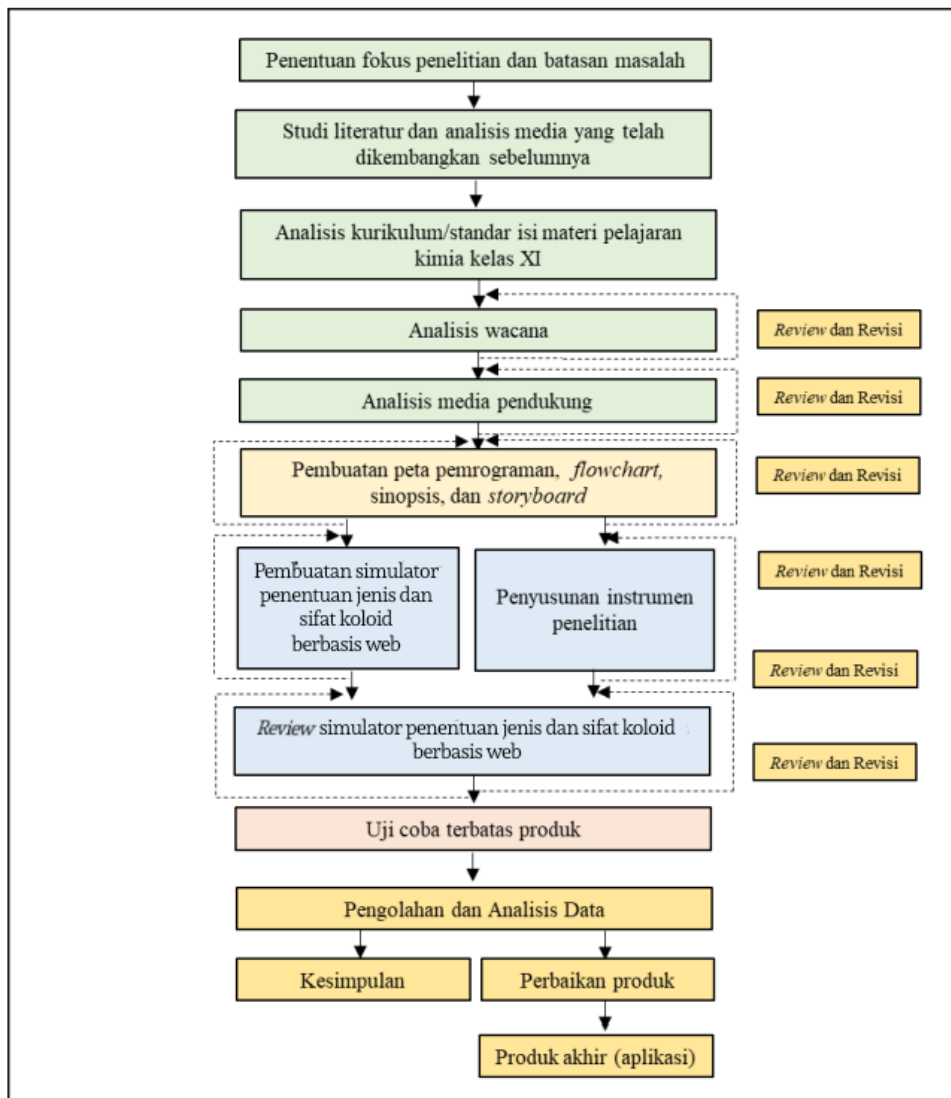 Penentuan fokus penelitian dan batasan masalah
Studi literatur dan analisis media yang telah
dikembangkan sebelumnya
Analisis kurikulum/standar isi materi pelajaran
kimia kelas XI
Analisis wacana
Review dan Revisi
Analisis media pendukung
Review dan Revisi
Pembuatan peta pemrograman, flowchart,
sinopsis, dan storyboard
Review dan Revisi
Pembuatan simulator
penentuan jenis dan
sifat koloid
berbasis web
Penyusunan instrumen
penelitian
Review dan Revisi
Review dan Revisi
Review simulator penentuan jenis dan sifat koloid
berbasis web
Review dan Revisi
Uji coba terbatas produk
Pengolahan dan Analisis Data
Kesimpulan
Perbaikan produk
Produk akhir (aplikasi)